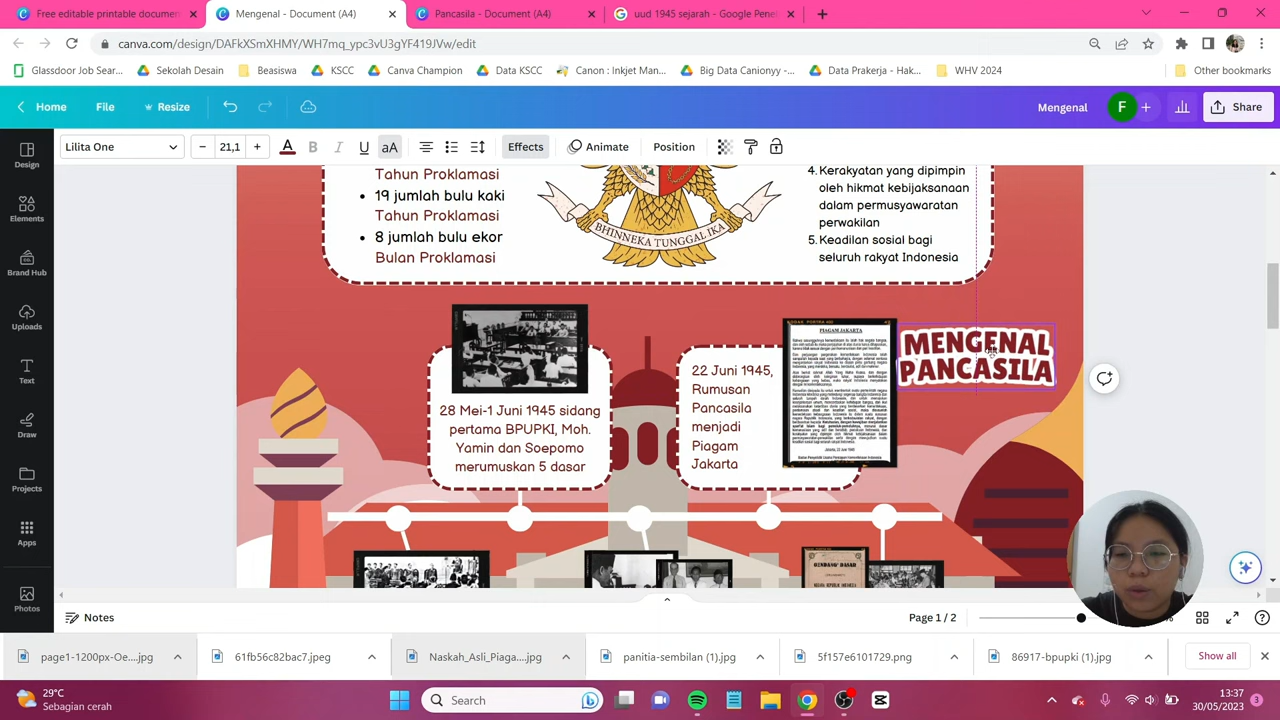 Free editable printable documen
Mengenal - Document (A4)
Pancasila - Document (A4)
uud 1945 sejarah - Google Pene
canva.com/design/DAFkXSmXHMY/WH7mq_ypc3vU3gYF419JVw/edit
Glassdoor Job Sear...
Sekolah Desain
Beasiswa
KSCC
Canva Champion
Data KSCC
Canon : Inkjet Man...
Big Data Canionyy -...
Data Prakerja - Hak...
WHV 2024
Other bookmarks
Home
File
Resize
Mengenal
F
Share
Lilita One
21,1
A
B
I
U
aA
Effects
Animate
Position
Design
Elements
Brand Hub
Uploads
Text
Draw
Projects
Apps
Photos
Tahun Proklamasi
19 jumlah bulu kaki
Tahun Proklamasi
8 jumlah bulu ekor
Bulan Proklamasi
BHINNEKA TUNGGAL IKA
4. Kerakyatan yang dipimpin
oleh hikmat kebijaksanaan
dalam permusyawaratan
perwakilan
5. Keadilan sosial bagi
seluruh rakyat Indonesia
28 Mei-1 Juni 1945 Sidang
pertama BPUPKI, Moh.
Yamin dan Soepomo
merumuskan 5 dasar
22 Juni 1945,
Rumusan
Pancasila
menjadi
Piagam
Jakarta
PIAGAM JAKARTA
MENGENAL
PANCASILA
Notes
Page 1 / 2
page1-1200px-Oe....jpg
61fb56c82bac7.jpeg
Naskah_Asli_Piaga....jpg
panitia-sembilan (1).jpg
5f157e6101729.png
86917-bpupki (1).jpg
Show all
29°C
Sebagian cerah
Search
13:37
30/05/2023
3